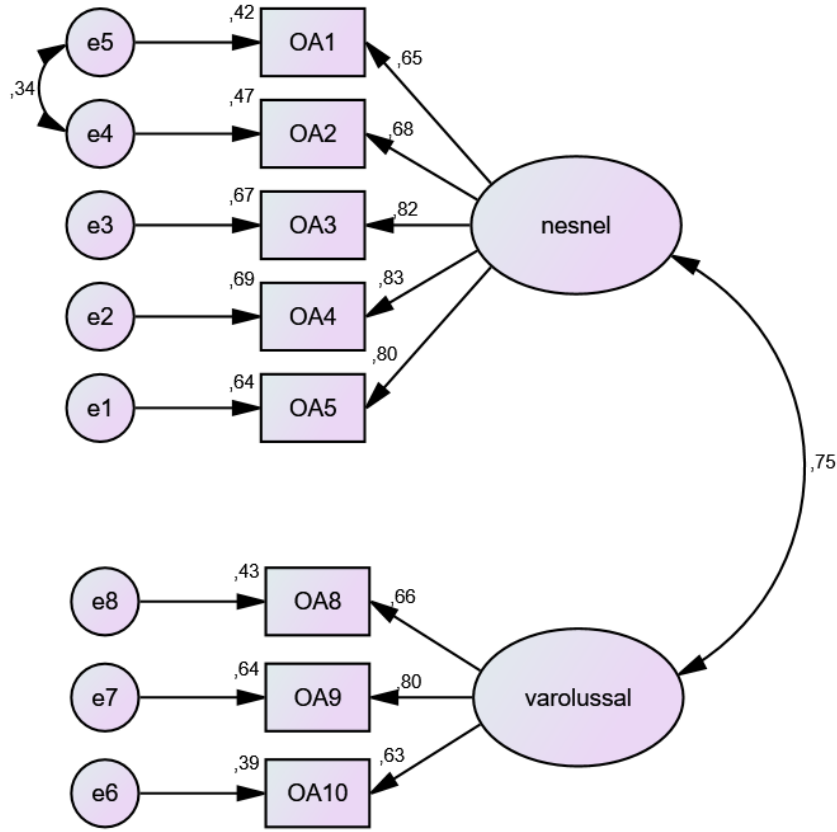 ,42
e5
OA1
,65
,34
,47
e4
OA2
,68
,67
e3
OA3
,82
nesnel
,69
e2
OA4
,83
,80
,64
e1
OA5
,75
,43
e8
OA8
,66
,64
e7
OA9
,80
varolussal
,39
e6
OA10
,63